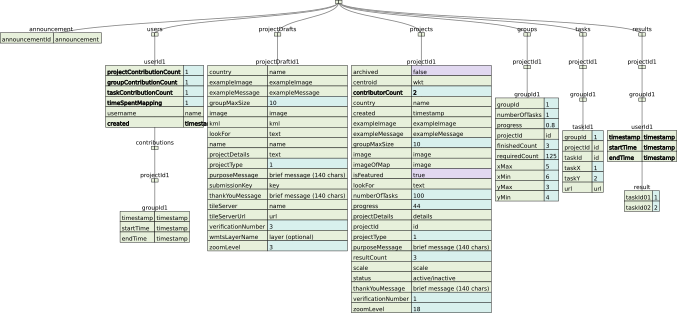 announcement
announcementId announcement
users
userId1
projectContributionCount 1
groupContributionCount 1
taskContributionCount 1
timeSpentMapping 1
username name
created timesta
contributions
projectId1
groupId1
timestamp timestamp
startTime timestamp
endTime timestamp
projectDrafts
projectDraftId1
country name
exampleImage exampleImage
exampleMessage exampleMessage
groupMaxSize 10
image image
kml kml
lookFor text
name name
projectDetails text
projectType 1
purposeMessage brief message (140 chars)
submissionKey key
thankYouMessage brief message (140 chars)
tileServer name
tileServerUrl url
verificationNumber 3
wmtsLayerName layer (optional)
zoomLevel 3
projects
projectId1
archived false
centroid wkt
contributorCount 2
country name
created timestamp
exampleImage exampleImage
exampleMessage exampleMessage
groupMaxSize 10
image image
imageOfMap image
isFeatured true
lookFor text
numberOfTasks 100
progress 44
projectDetails details
projectId id
projectType 1
purposeMessage brief message (140 chars)
resultCount 3
scale scale
status active/inactive
thankYouMessage brief message (140 chars)
verificationNumber 1
zoomLevel 18
groups
projectId1
groupId1
groupId 1
numberOfTasks 1
progress 0.8
projectId id
finishedCount 3
requiredCount 125
xMax 5
xMin 6
yMax 3
yMin 4
tasks
projectId1
groupId1
taskId1
groupId 1
projectId id
taskId id
taskX 1
taskY 2
url url
results
projectId1
groupId1
userId1
timestamp timestamp
startTime timestamp
endTime timestamp
result
taskId01 1
taskId02 2